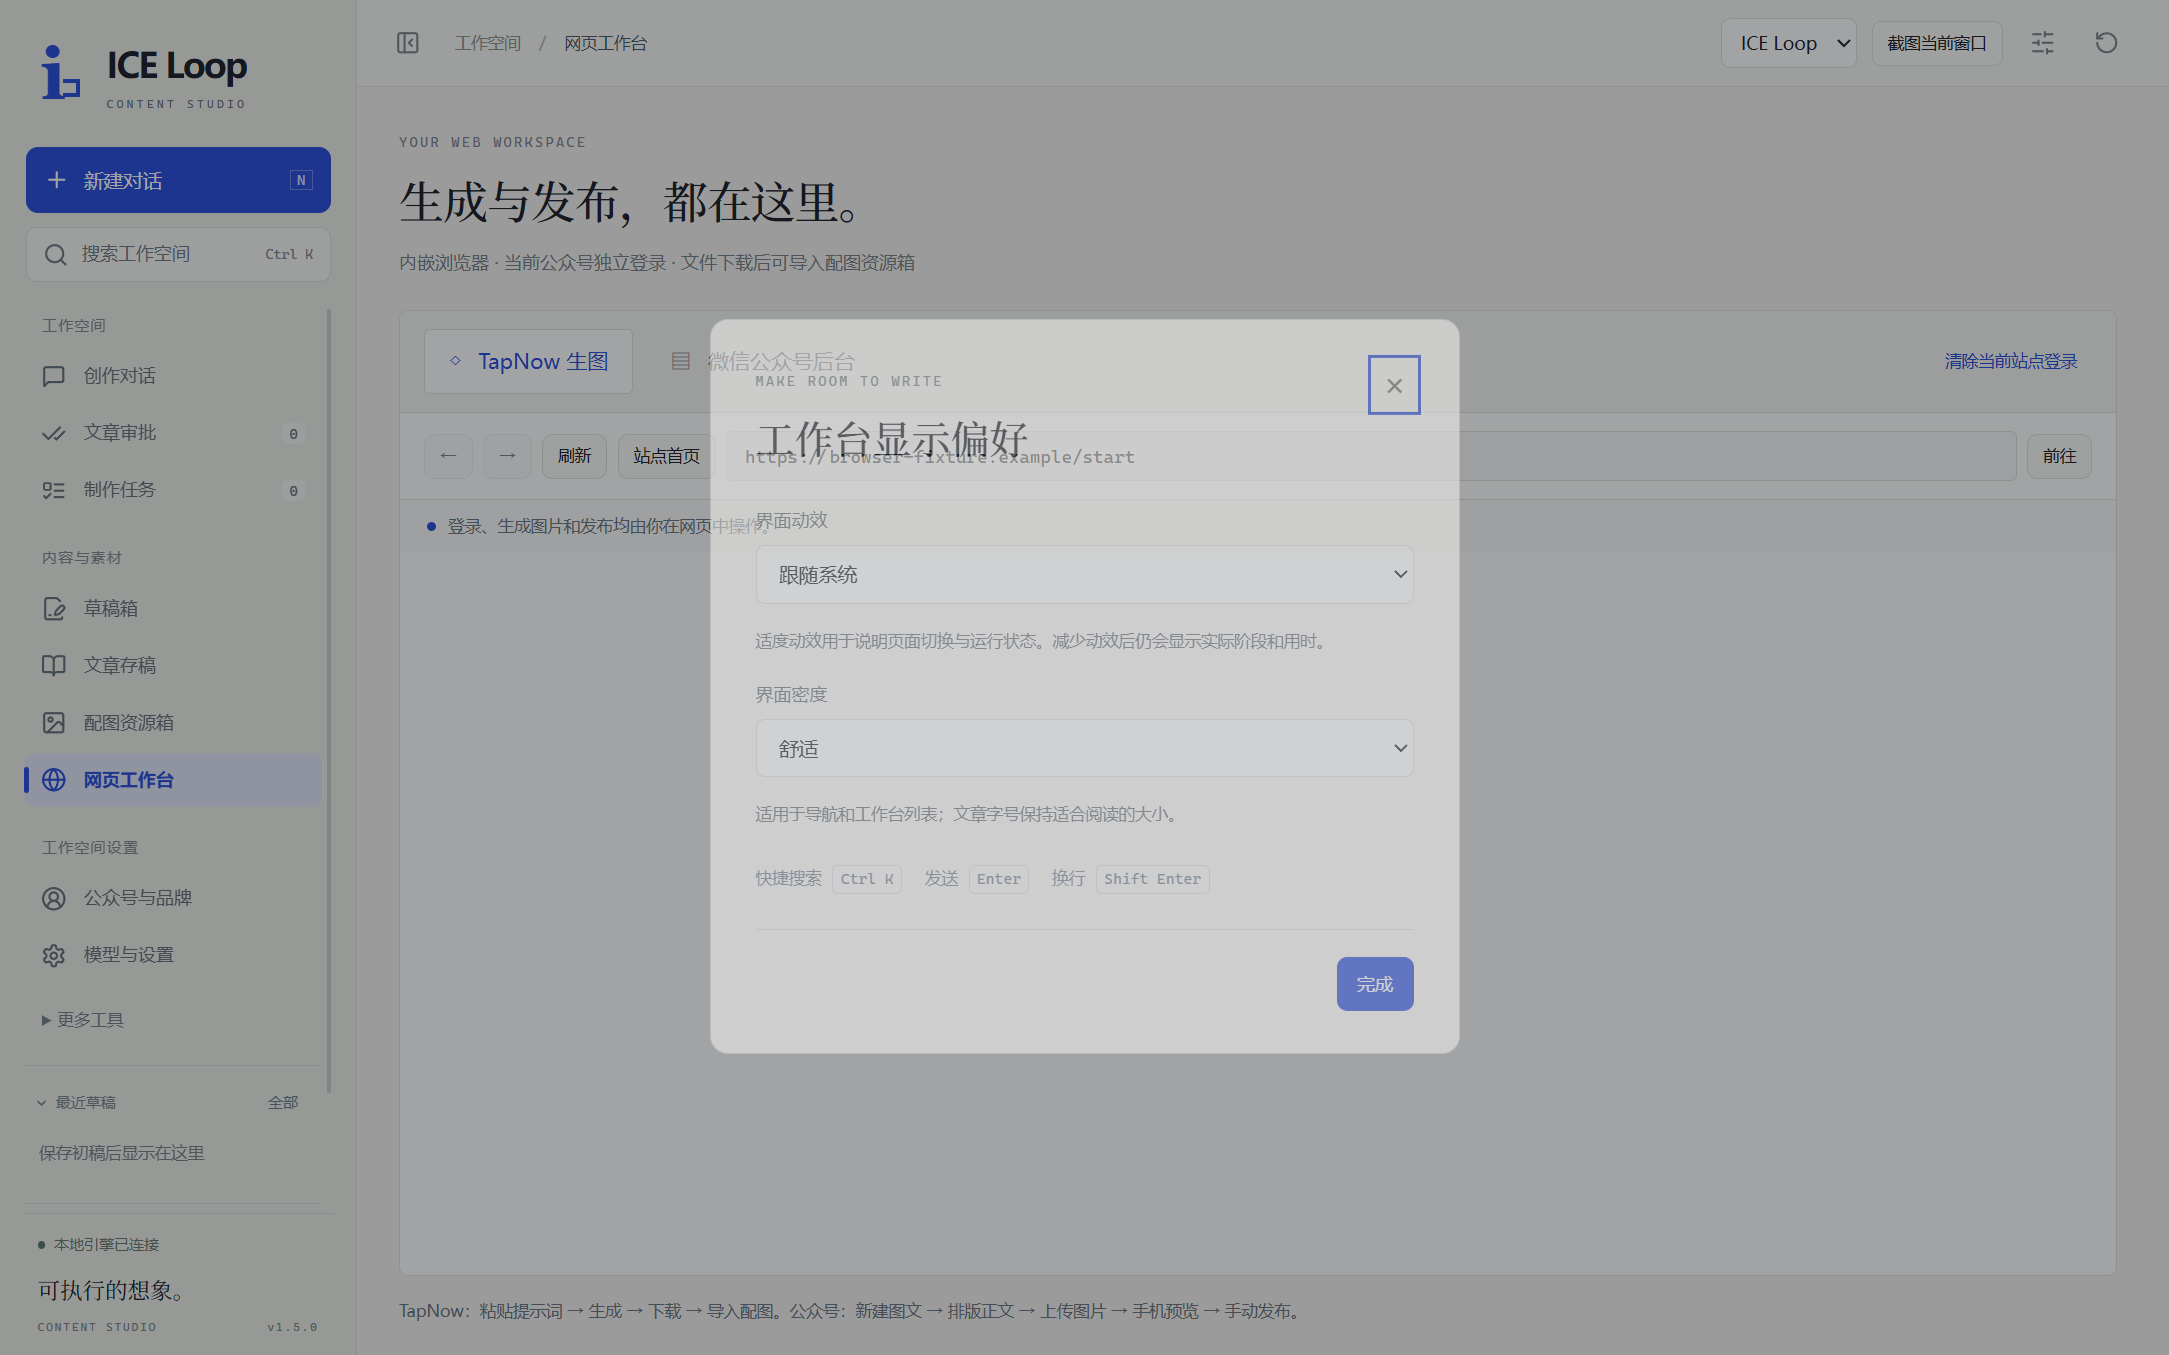 ICE Loop
CONTENT STUDIO
新建对话 N
搜索工作空间 Ctrl K
工作空间
创作对话
文章审批 0
制作任务 0
内容与素材
草稿箱
文章存稿
配图资源箱
网页工作台
工作空间设置
公众号与品牌
模型与设置
更多工具
最近草稿 全部
保存初稿后显示在这里
本地引擎已连接
可执行的想象。
CONTENT STUDIO v1.5.0
工作空间 / 网页工作台
ICE Loop 截图当前窗口
YOUR WEB WORKSPACE
生成与发布，都在这里。
内嵌浏览器 · 当前公众号独立登录 · 文件下载后可导入配图资源箱
TapNow 生图 微信公众号后台 清除当前站点登录
← → 刷新 站点首页 https://browser-fixture.example/start 前往
登录、生成图片和发布均由你在网页中操作。
MAKE ROOM TO WRITE
工作台显示偏好
界面动效
跟随系统
适度动效用于说明页面切换与运行状态。减少动效后仍会显示实际阶段和用时。
界面密度
舒适
适用于导航和工作台列表；文章字号保持适合阅读的大小。
快捷搜索 Ctrl K 发送 Enter 换行 Shift Enter
完成
TapNow：粘贴提示词 → 生成 → 下载 → 导入配图。公众号：新建图文 → 排版正文 → 上传图片 → 手机预览 → 手动发布。